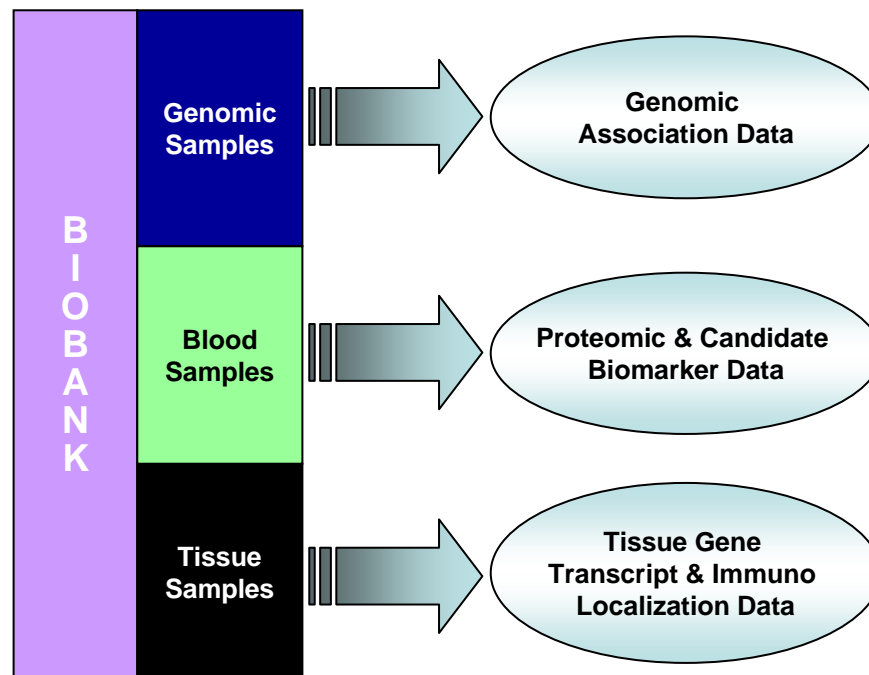 BIOBANK
Genomic
Samples
Genomic
Association Data
Blood
Samples
Proteomic & Candidate
Biomarker Data
Tissue
Samples
Tissue Gene
Transcript & Immuno
Localization Data